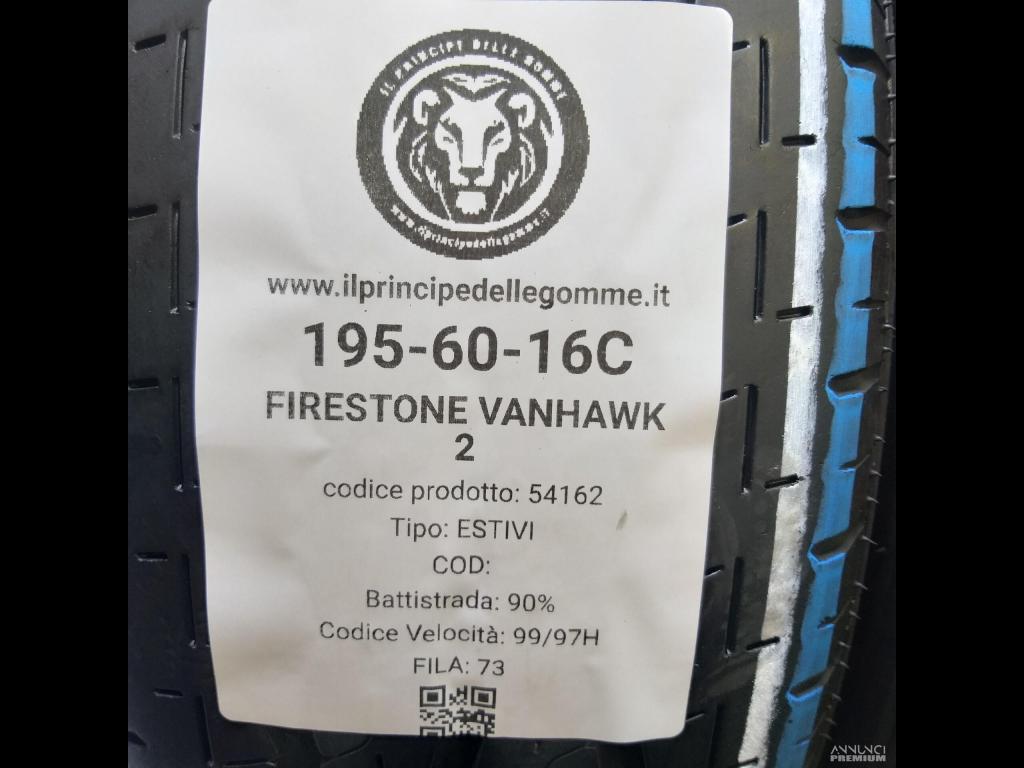 IL PRINCIPE DELLE GOMME
www.ilprincipedellegomme.it
www.ilprincipedellegomme.it
195-60-16C
FIRESTONE VANHAWK
2
codice prodotto: 54162
Tipo: ESTIVI
COD:
Battistrada: 90%
Codice Velocità: 99/97H
FILA: 73
ANNUNCI
PREMIUM